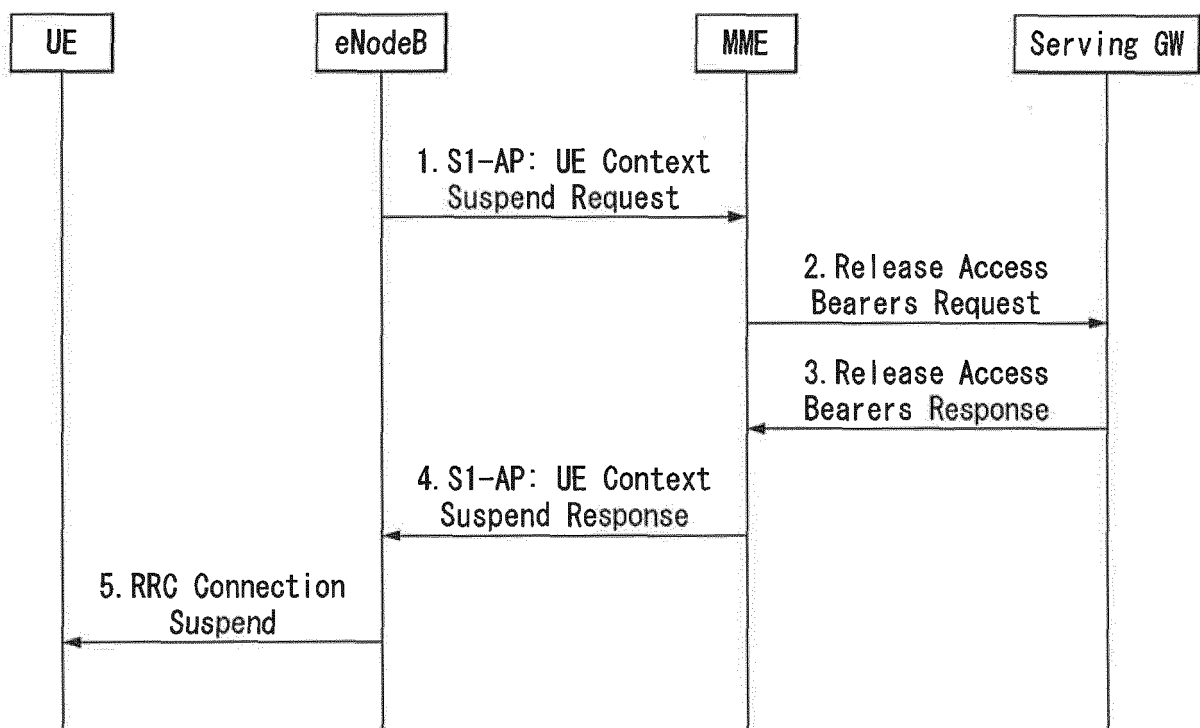 UE
eNodeB
MME
Serving GW
1. S1-AP: UE Context
Suspend Request
2. Release Access
Bearers Request
3. Release Access
Bearers Response
4. S1-AP: UE Context
Suspend Response
5. RRC Connection
Suspend